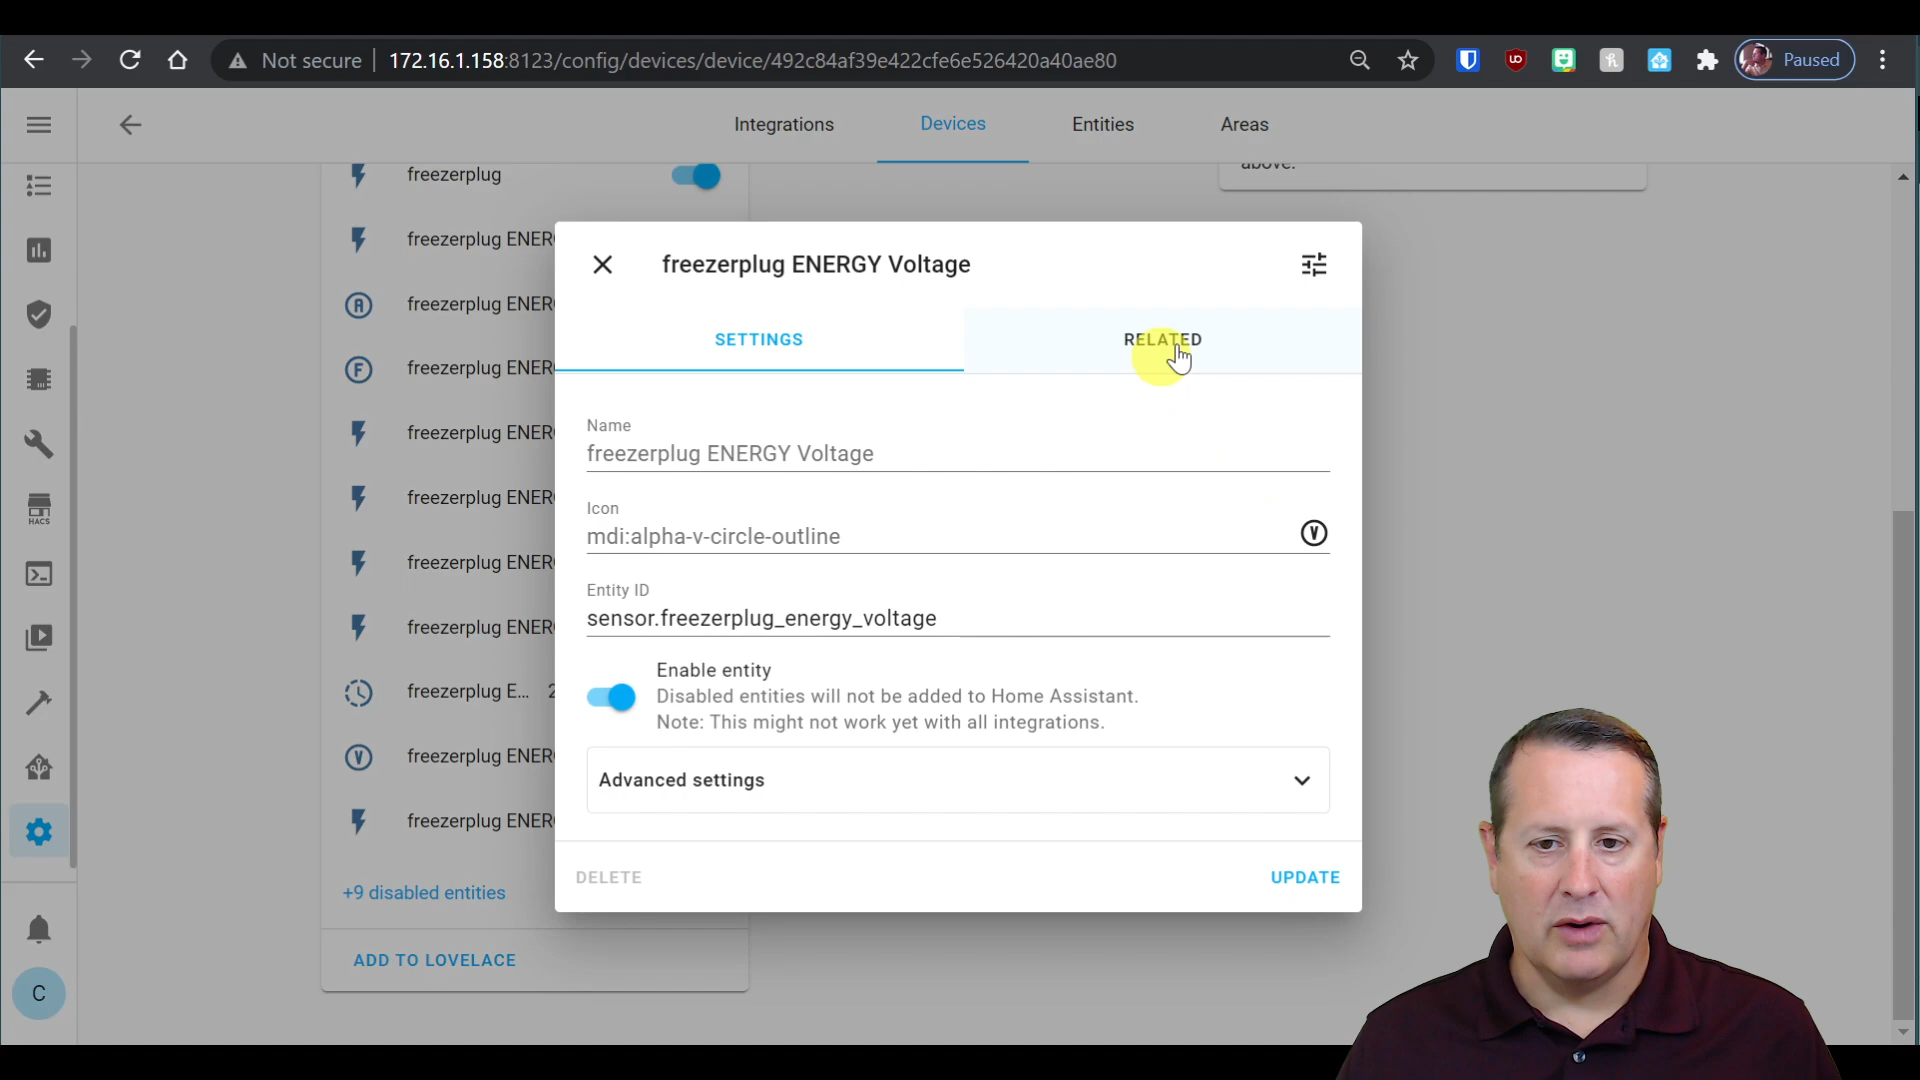 Not secure
172.16.1.158:8123/config/devices/device/492c84af39e422cfe6e526420a40ae80
Paused
Integrations
Devices
Entities
Areas
above.
freezerplug
freezerplug ENER
freezerplug ENER
freezerplug ENER
freezerplug ENER
freezerplug ENER
freezerplug ENER
freezerplug ENER
freezerplug E... 2
freezerplug ENER
freezerplug ENER
+9 disabled entities
ADD TO LOVELACE
HACS
C
freezerplug ENERGY Voltage
SETTINGS
RELATED
Name
freezerplug ENERGY Voltage
Icon
mdi:alpha-v-circle-outline
Entity ID
sensor.freezerplug_energy_voltage
Enable entity
Disabled entities will not be added to Home Assistant.
Note: This might not work yet with all integrations.
Advanced settings
DELETE
UPDATE